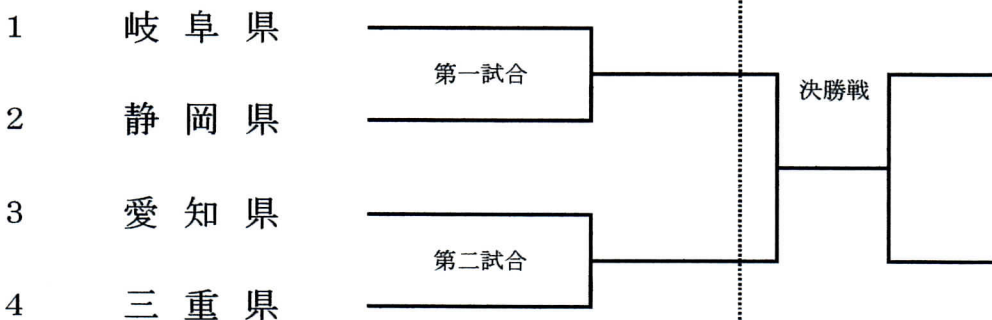 1 岐阜県
第一試合
2 静岡県
決勝戦
3 愛知県
第二試合
4 三重県